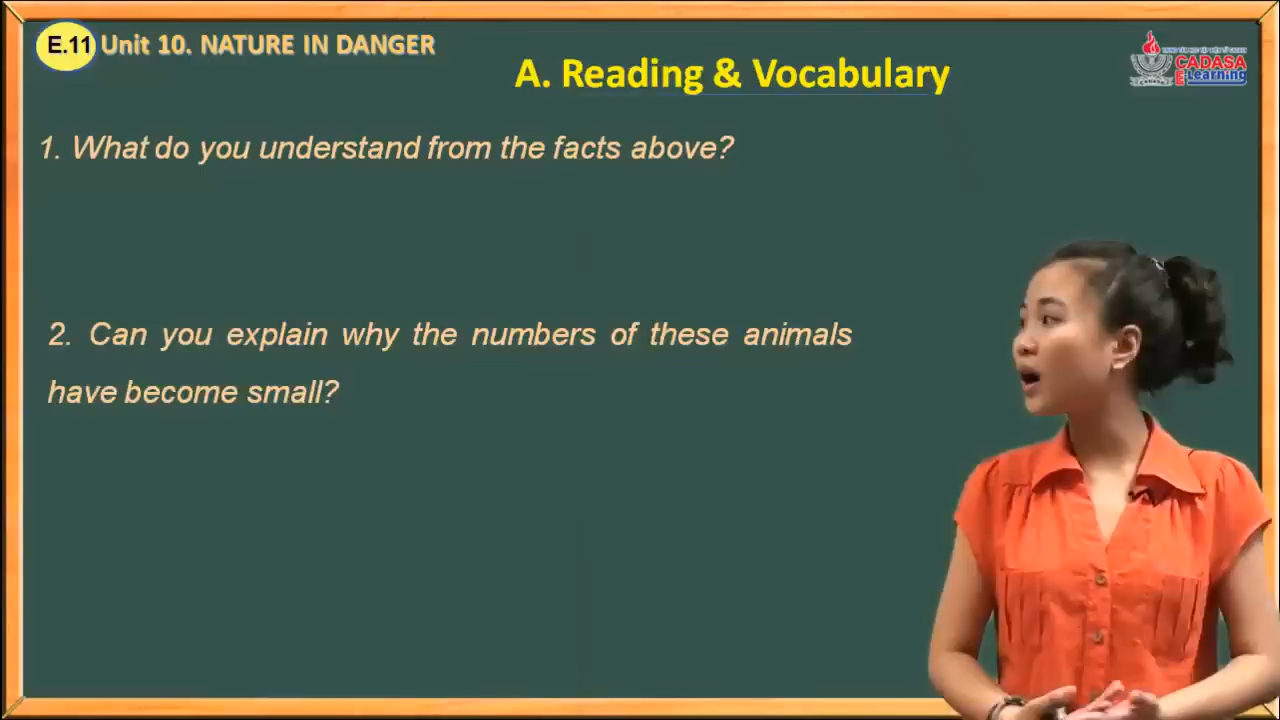 E.11 Unit 10. NATURE IN DANGER
A. Reading & Vocabulary
CADASA
E-Learning
1. What do you understand from the facts above?
2. Can you explain why the numbers of these animals
have become small?